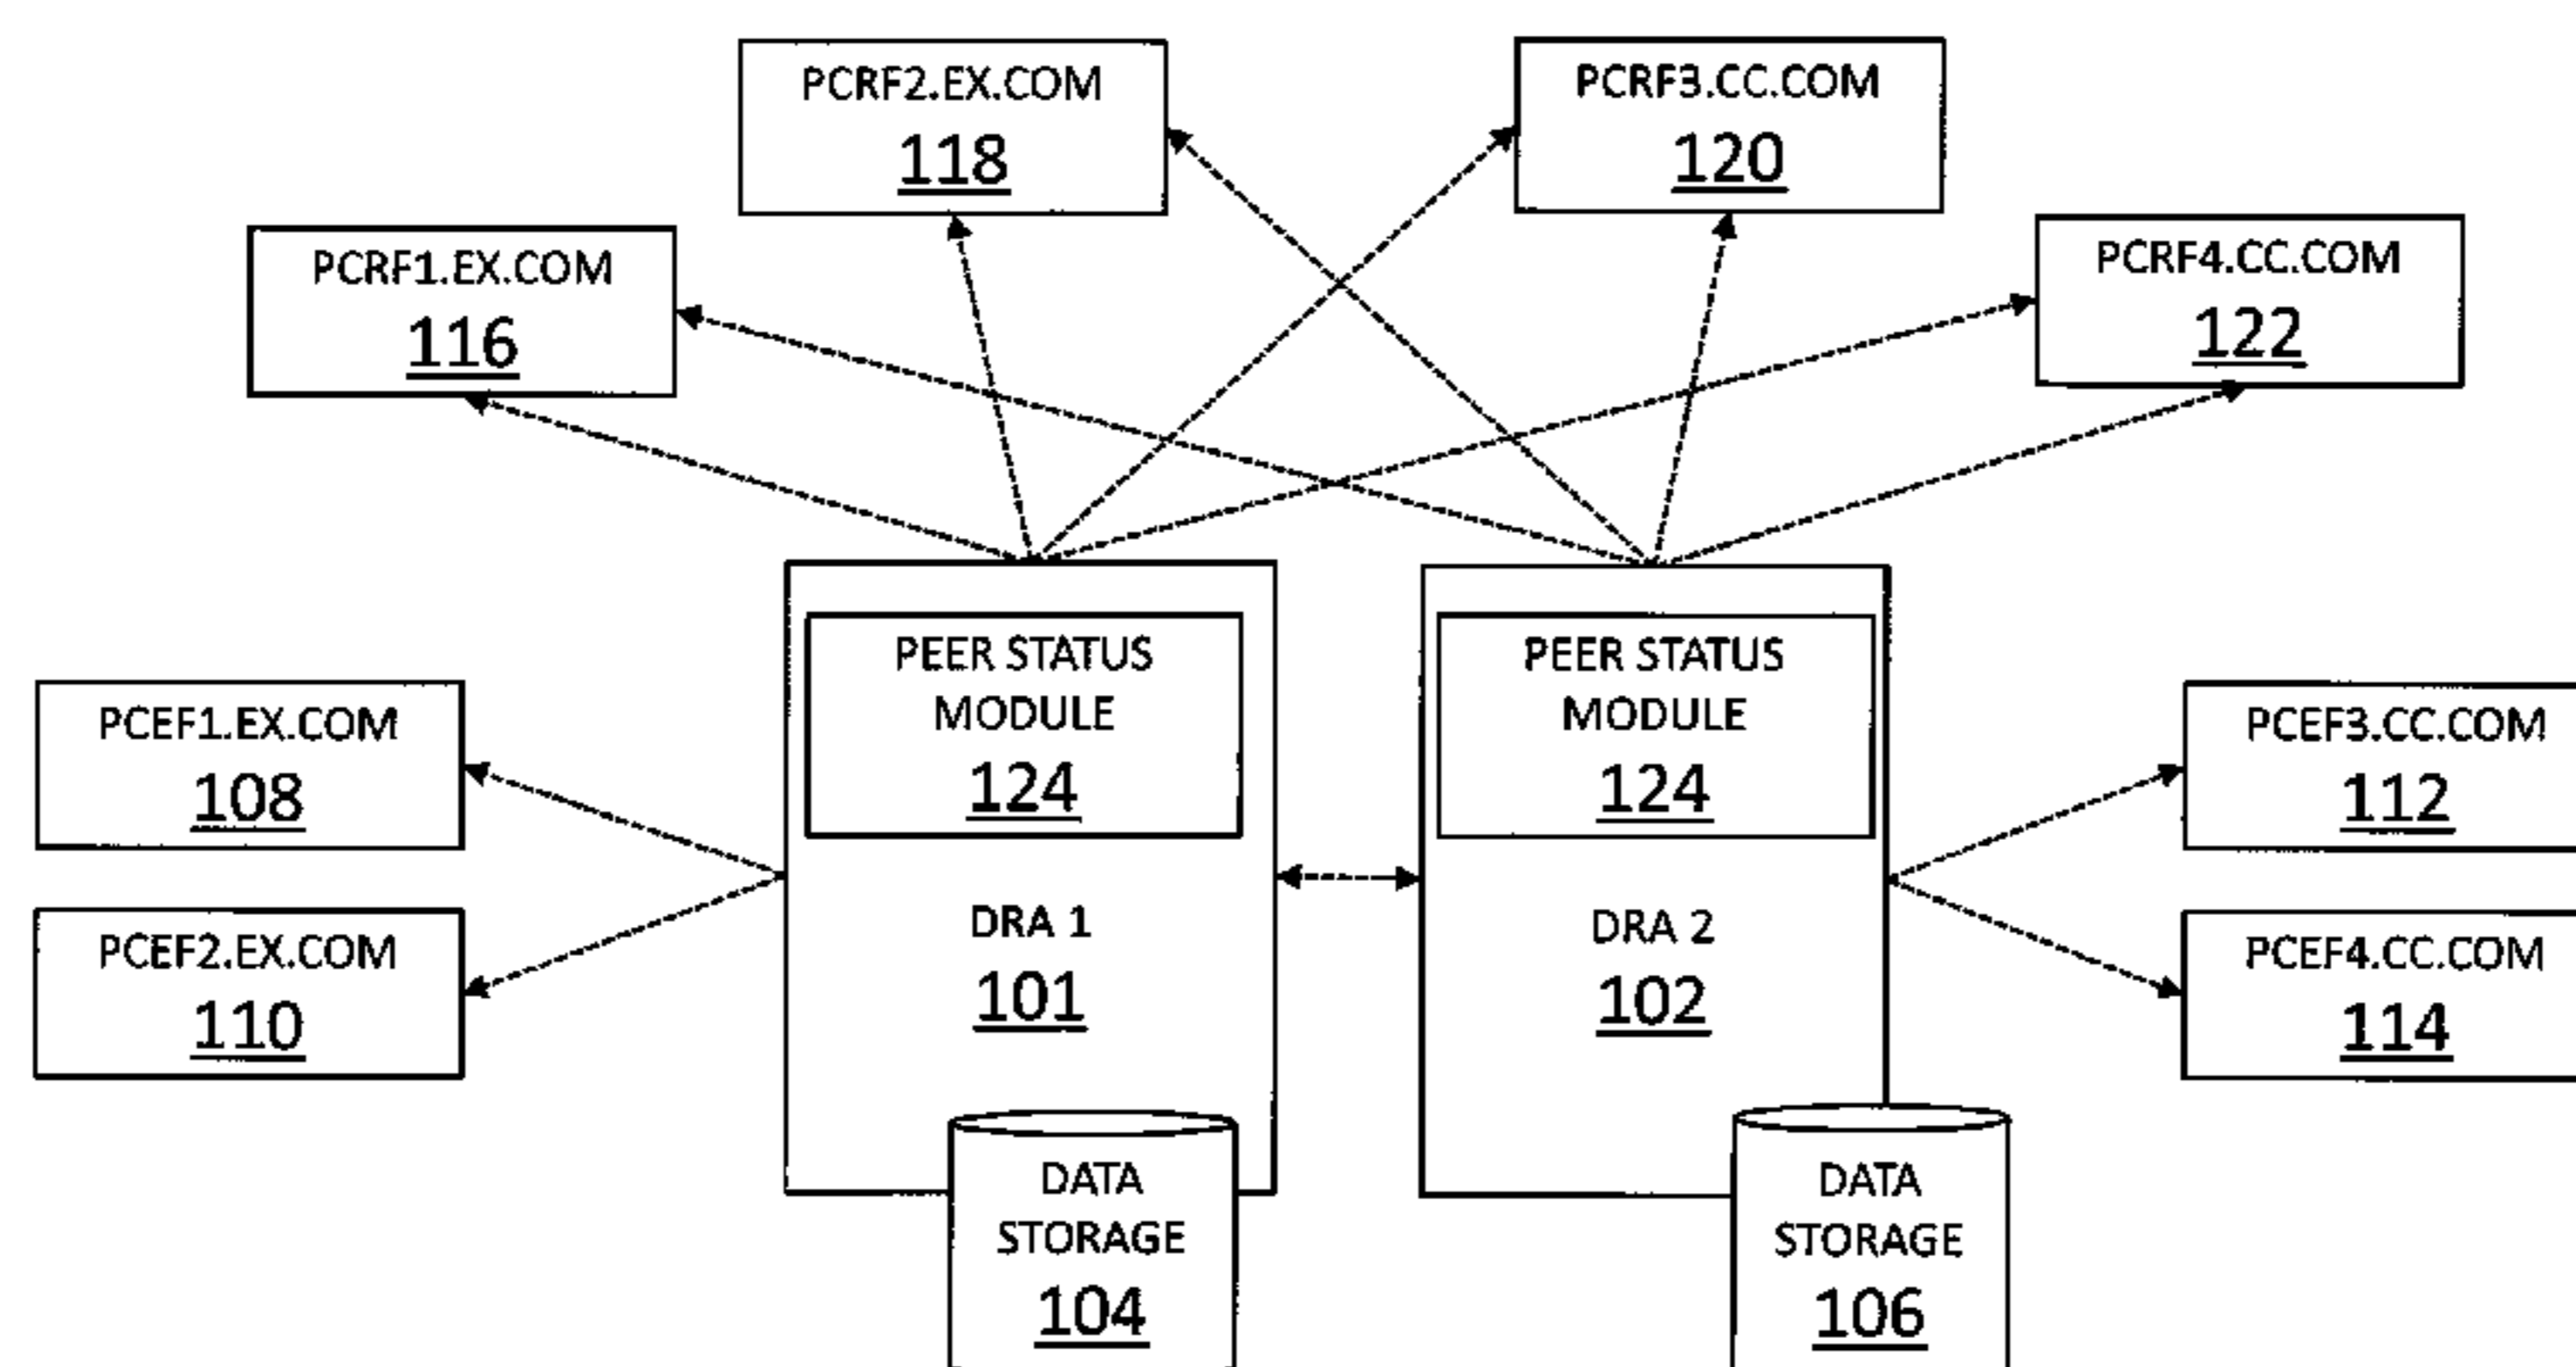 PCRF2.EX.COM
118
PCRF3.CC.COM
120
PCRF1.EX.COM
116
PCRF4.CC.COM
122
PEER STATUS
MODULE
124
PEER STATUS
MODULE
124
PCEF1.EX.COM
108
PCEF3.CC.COM
112
DRA 1
101
DRA 2
102
PCEF2.EX.COM
110
PCEF4.CC.COM
114
DATA
STORAGE
104
DATA
STORAGE
106